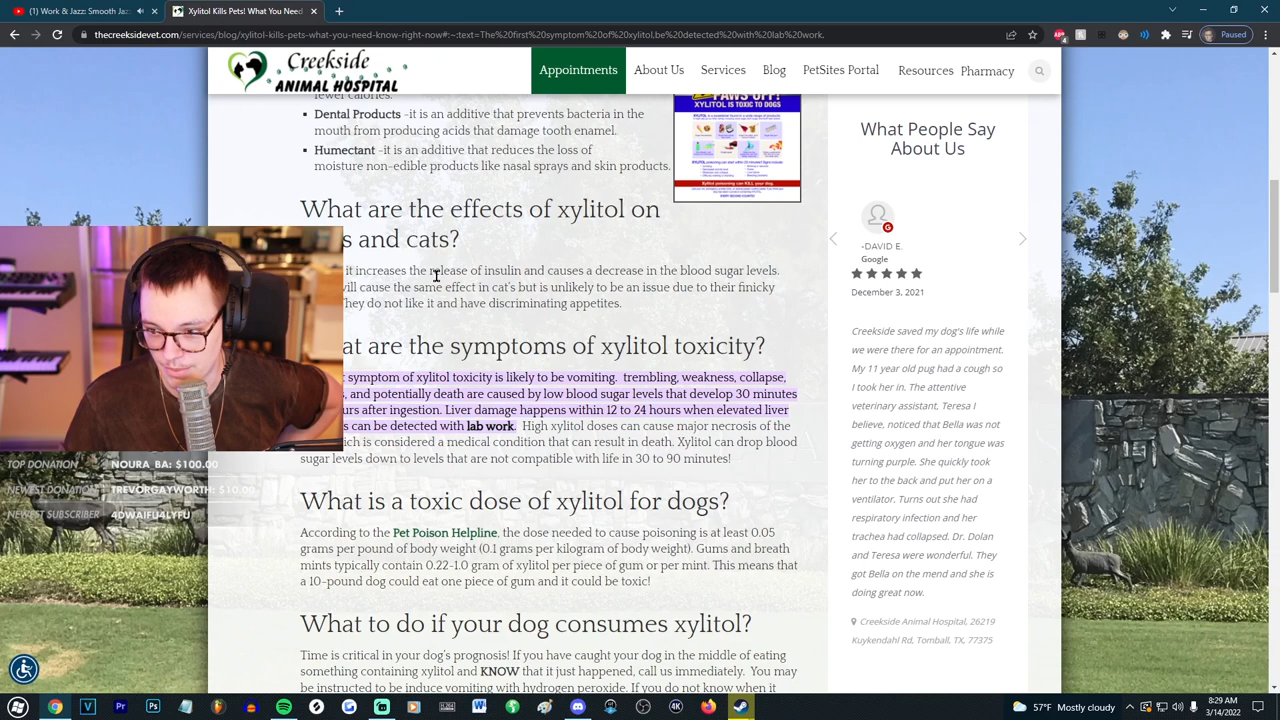 (1) Now I'm Smooth Jets. I
Xylitol Kills Pets! What You Nee
thecreeksidevet.com/site/blog/xylitol-kills-pets-what-you-need-know-right-now#:~:text=The%20first%20symptom%20of%20xylitol,be%20detected%20with%20lab%20work.
Paused
Creekside
ANIMAL HOSPITAL
Appointments About Us Services Blog PetSites Portal Resources Pharmacy
fewer calories.
Dental Products -it is an additive that prevents bacteria in the
mouth from producing acids that damage tooth enamel.
-it is an additive that reduces the loss of
moisture non-edible products such as nasal sprays and skin products.
PAWS OFF!
XYLITOL IS TOXIC TO DOGS
Xylitol poisoning can KILL your dog.
What are the effects of xylitol on
and cats?
it increases the release of insulin and causes a decrease in the blood sugar levels.
will cause the same effect in cat's but is unlikely to be an issue due to their finicky
They do not like it and have discriminating appetites.
are the symptoms of xylitol toxicity?
symptom of xylitol toxicity is likely to be vomiting. Trembling, weakness, collapse,
and potentially death are caused by low blood sugar levels that develop 30 minutes
after ingestion. Liver damage happens within 12 to 24 hours when elevated liver
can be detected with lab work. High xylitol doses can cause major necrosis of the
which is considered a medical condition that can result in death. Xylitol can drop blood
sugar levels down to levels that are not compatible with life in 30 to 90 minutes!
What is a toxic dose of xylitol for dogs?
According to the Pet Poison Helpline, the dose needed to cause poisoning is at least 0.05
grams per pound of body weight (0.1 grams per kilogram of body weight). Gums and breath
mints typically contain 0.22-1.0 gram of xylitol per piece of gum or per mint. This means that
a 10-pound dog could eat one piece of gum and it could be toxic!
What to do if your dog consumes xylitol?
Time is critical in your dog's prognosis! If you have caught your dog in the middle of eating
something containing xylitol and KNOW that it just happened, call us immediately. You may
be instructed to be induce vomiting with hydrogen peroxide. If you do not know when it
What People Say
About Us
-DAVID E.
Google
December 3, 2021
Creekside saved my dog's life while
we were there for an appointment.
My 11 year old pug had a cough so
I took her in. The attentive
veterinary assistant, Teresa I
believe, noticed that Bella was not
getting oxygen and her tongue was
turning purple. She quickly took
her to the back and put her on a
ventilator. Turns out she had
respiratory infection and her
trachea had collapsed. Dr. Dolan
and Teresa were wonderful. They
got Bella on the mend and she is
doing great now.
Creekside Animal Hospital, 26219
Kuykendahl Rd, Tomball, TX, 77375
TOP DONATION NOURA_BA: $100.00
NEWEST DONATION TREVORGAYWORTH: $10.00
NEWEST SUBSCRIBER 4DWAIFU4LYFU
57°F Mostly clear
8:29 AM
3/14/2022